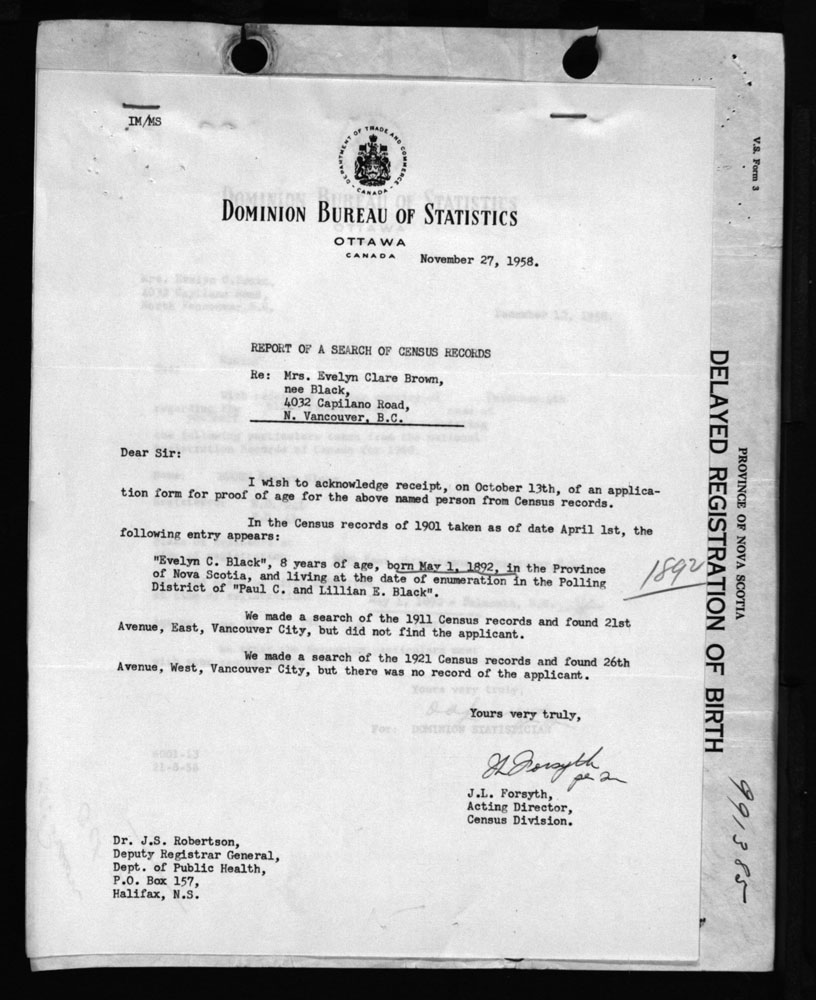 IM/MS
DEPARTMENT OF TRADE AND COMMERCE
CANADA
DOMINION BUREAU OF STATISTICS
OTTAWA
CANADA
November 27, 1958.
REPORT OF A SEARCH OF CENSUS RECORDS
Re: Mrs. Evelyn Clare Brown,
nee Black,
4032 Capilano Road,
N. Vancouver, B.C.
Dear Sir:
I wish to acknowledge receipt, on October 13th, of an applica-
tion form for proof of age for the above named person from Census records.
In the Census records of 1901 taken as of date April 1st, the
following entry appears:
"Evelyn C. Black", 8 years of age, born May 1, 1892, in the Province
of Nova Scotia, and living at the date of enumeration in the Polling
District of "Paul C. and Lillian E. Black".
1892
We made a search of the 1911 Census records and found 21st
Avenue, East, Vancouver City, but did not find the applicant.
We made a search of the 1921 Census records and found 26th
Avenue, West, Vancouver City, but there was no record of the applicant.
Yours very truly,
JL Forsyth
per
J.L. Forsyth,
Acting Director,
Census Division.
Dr. J.S. Robertson,
Deputy Registrar General,
Dept. of Public Health,
P.O. Box 157,
Halifax, N.S.
V.S. Form 3
PROVINCE OF NOVA SCOTIA
DELAYED REGISTRATION OF BIRTH
991385